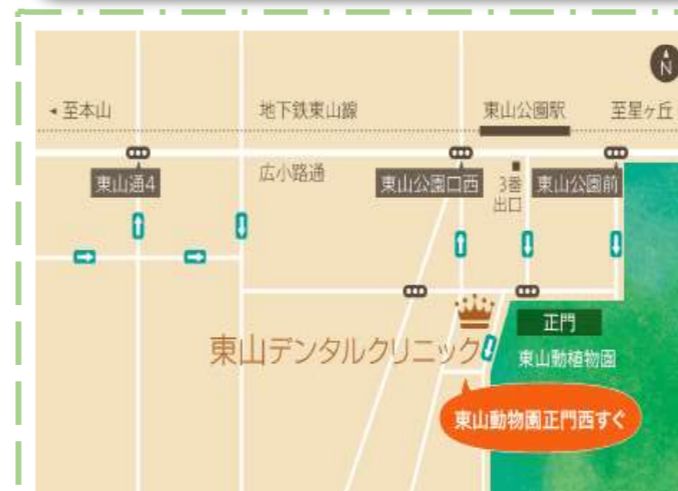 N
至本山
地下鉄東山線
東山公園駅
至星ヶ丘
広小路通
東山通4
東山公園口西
3番
出口
東山公園前
正門
東山デンタルクリニック
東山動植物園
東山動物園正門西すぐ